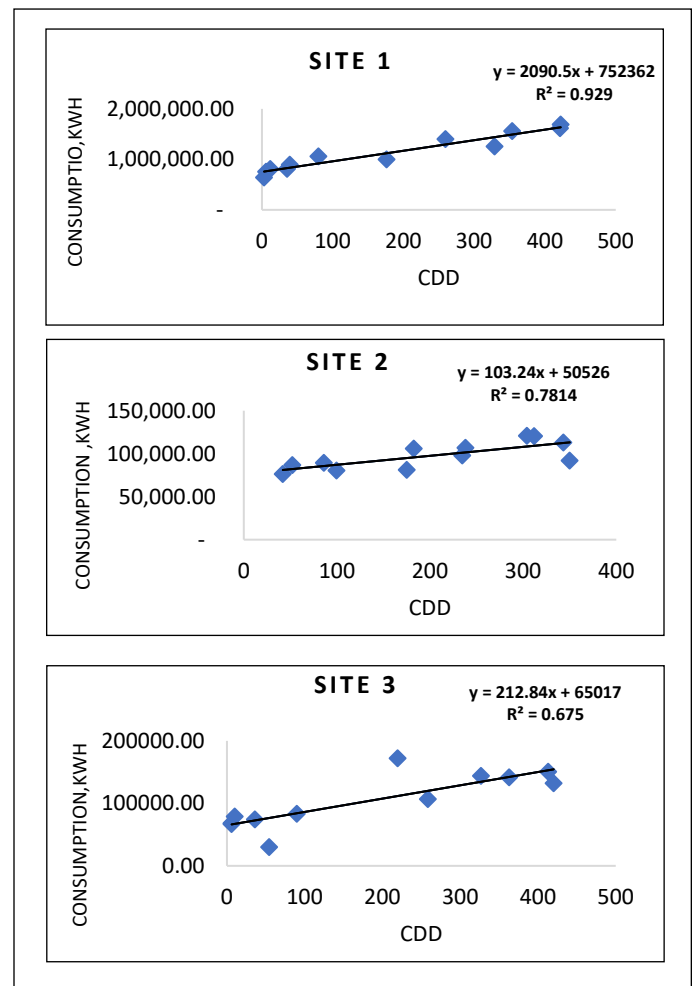 SITE 1
y = 2090.5x + 752362
R² = 0.929
CONSUMPTIO,KWH
2,000,000.00
1,000,000.00
-
0 100 200 300 400 500
CDD
SITE 2
y = 103.24x + 50526
R² = 0.7814
CONSUMPTION ,KWH
150,000.00
100,000.00
50,000.00
-
0 100 200 300 400
CDD
SITE 3
y = 212.84x + 65017
R² = 0.675
CONSUMPTION,KWH
200000.00
100000.00
0.00
0 100 200 300 400 500
CDD